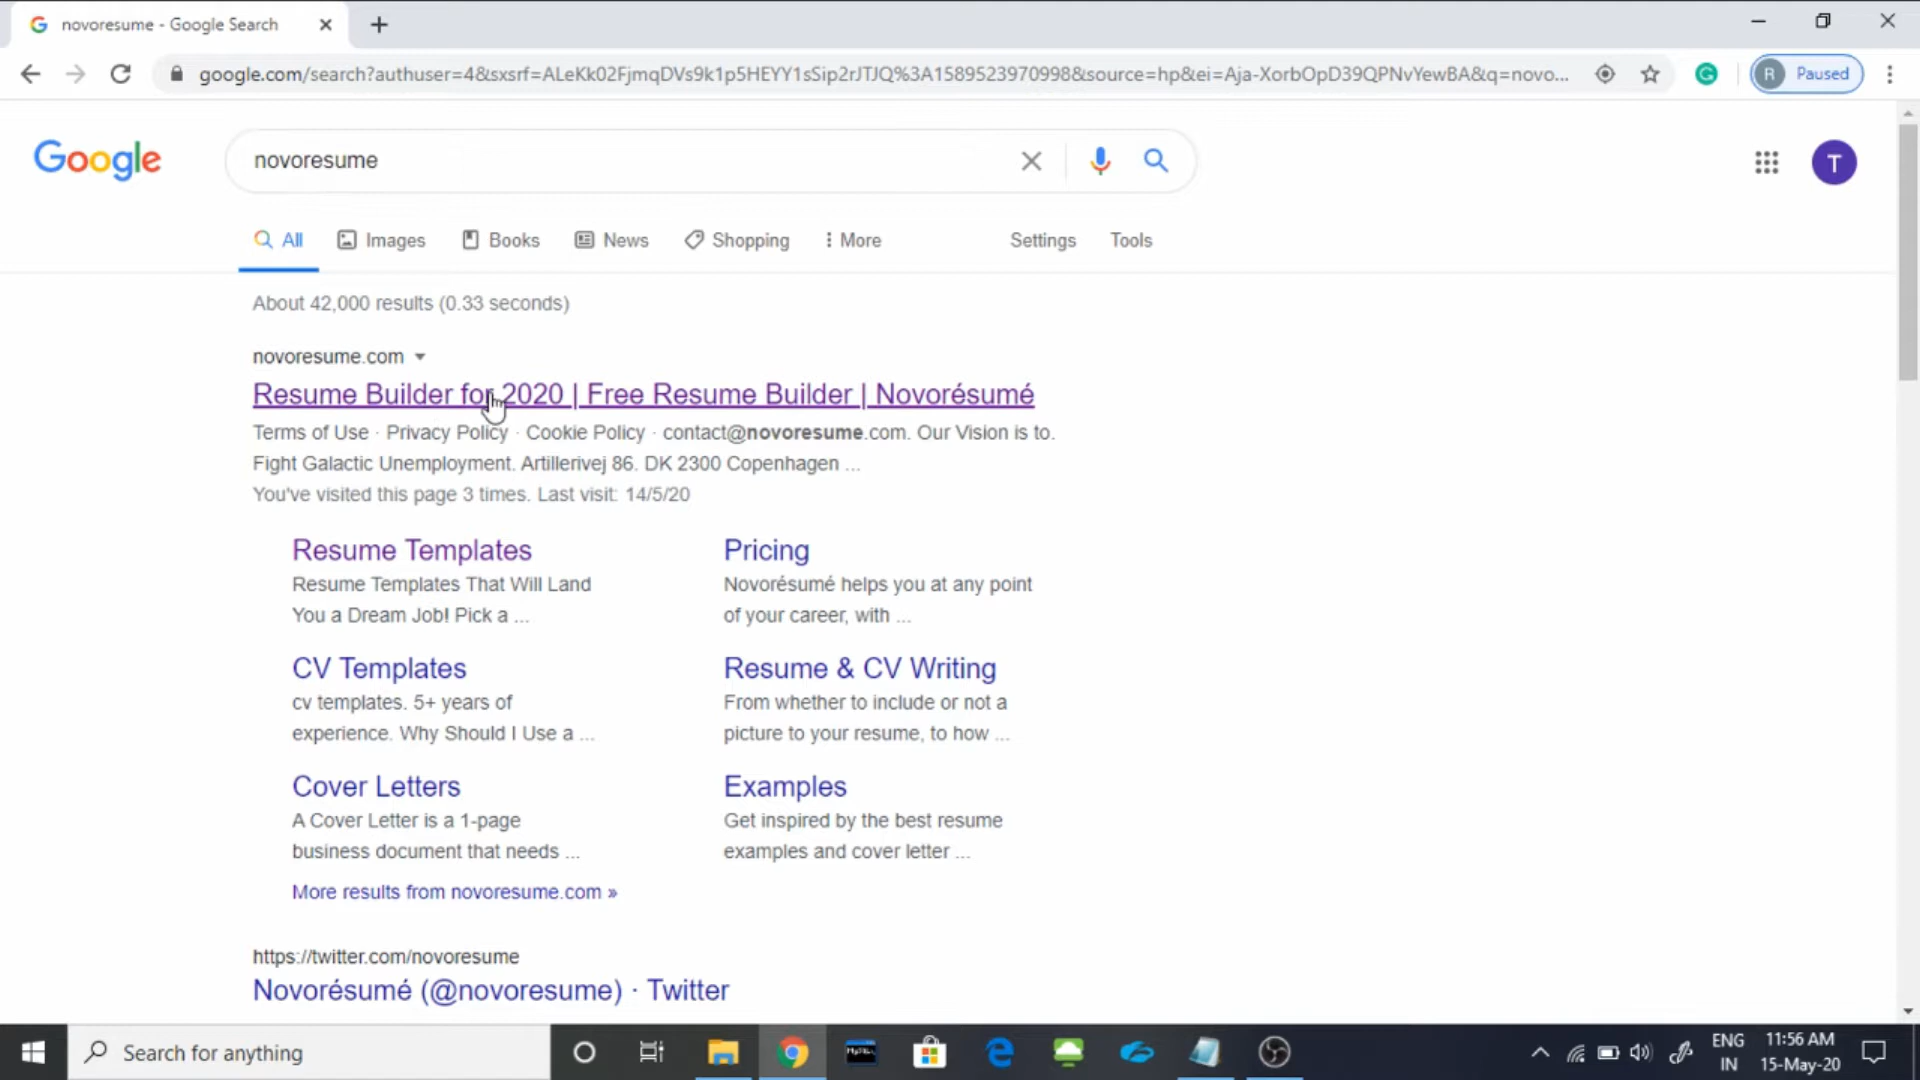 novoresume - Google Search
google.com/search?authuser=4&sxsrf=ALeKk02FjmqDVs9k1p5HEYY1sSip2rJTJQ%3A1589523970998&source=hp&ei=Aja-XorbOpD39QPNvYewBA&q=novo...
R Paused
Google
novoresume
T
All Images Books News Shopping More Settings Tools
About 42,000 results (0.33 seconds)
novoresume.com
Resume Builder for 2020 | Free Resume Builder | Novorésumé
Terms of Use · Privacy Policy · Cookie Policy · contact@novoresume.com. Our Vision is to.
Fight Galactic Unemployment. Artillerivej 86. DK 2300 Copenhagen ...
You've visited this page 3 times. Last visit: 14/5/20
Resume Templates
Resume Templates That Will Land
You a Dream Job! Pick a ...
Pricing
Novorésumé helps you at any point
of your career, with ...
CV Templates
cv templates. 5+ years of
experience. Why Should I Use a ...
Resume & CV Writing
From whether to include or not a
picture to your resume, to how ...
Cover Letters
A Cover Letter is a 1-page
business document that needs ...
Examples
Get inspired by the best resume
examples and cover letter ...
More results from novoresume.com »
https://twitter.com/novoresume
Novorésumé (@novoresume) · Twitter
Search for anything
ENG
IN
11:56 AM
15-May-20